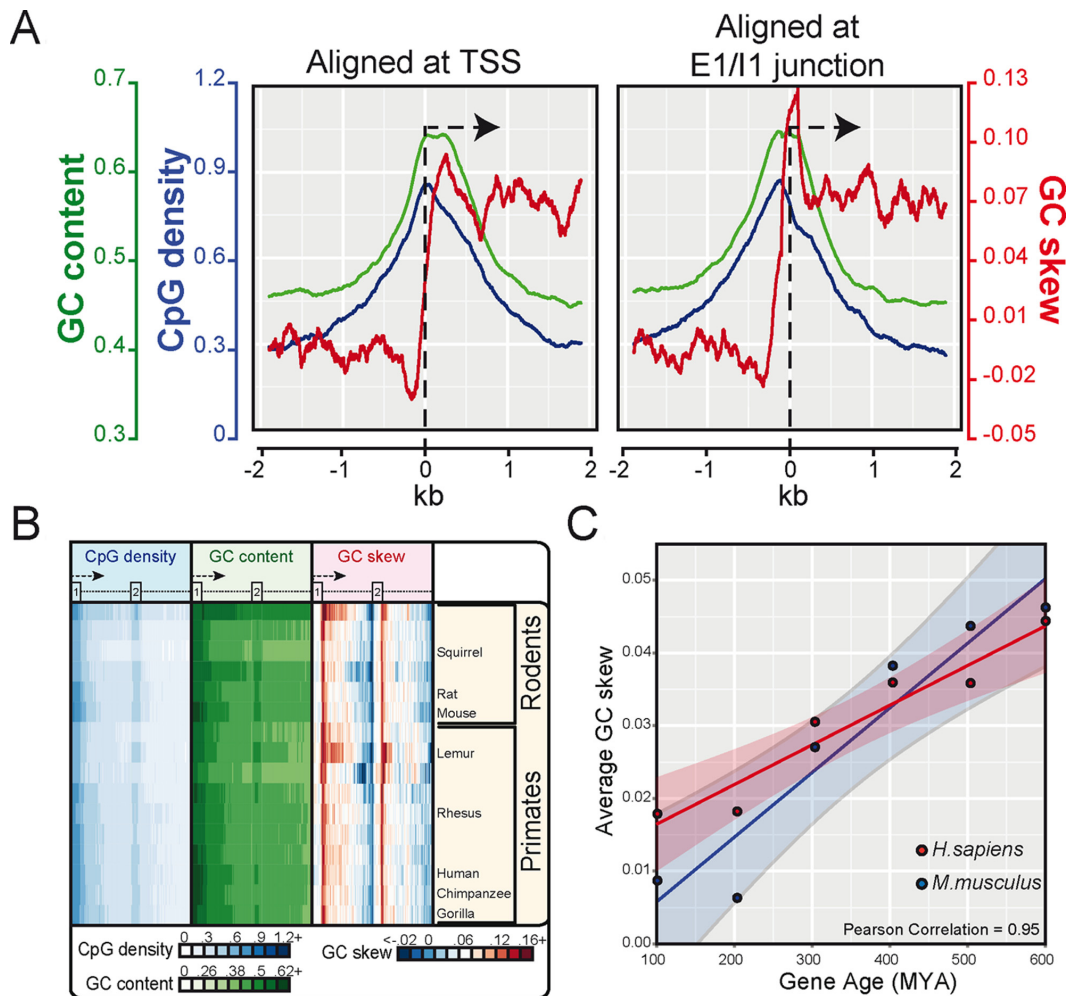 A
Aligned at TSS
Aligned at
E1/I1 junction
GC content
0.7
0.6
0.5
0.4
0.3
CpG density
1.2
0.9
0.6
0.3
0
0.13
0.10
0.07
0.04
0.01
-0.02
-0.05
GC skew
-2 -1 0 1 2
kb
-2 -1 0 1 2
kb
B
CpG density GC content GC skew
1 2 1 2 1 2
Squirrel
Rat
Mouse
Rodents
Lemur
Rhesus
Human
Chimpanzee
Gorilla
Primates
CpG density 0 .3 .6 .9 1.2+
GC content 0 .26 .38 .5 .62+
GC skew <-.02 0 .06 .12 .16+
C
Average GC skew
0.05
0.04
0.03
0.02
0.01
0.00
H.sapiens
M.musculus
Pearson Correlation = 0.95
100 200 300 400 500 600
Gene Age (MYA)